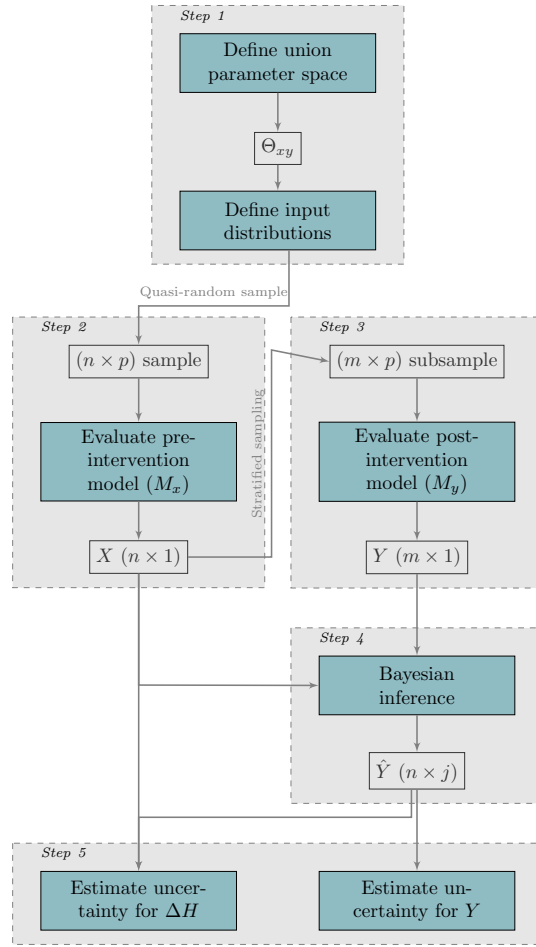 Step 1
Define union
parameter space
Θxy
Define input
distributions
Quasi-random sample
Step 2
(n × p) sample
Evaluate pre-
intervention
model (Mx)
X (n × 1)
Stratified sampling
Step 3
(m × p) subsample
Evaluate post-
intervention
model (My)
Y (m × 1)
Step 4
Bayesian
inference
Ŷ (n × j)
Step 5
Estimate uncer-
tainty for ΔH
Estimate un-
certainty for Y